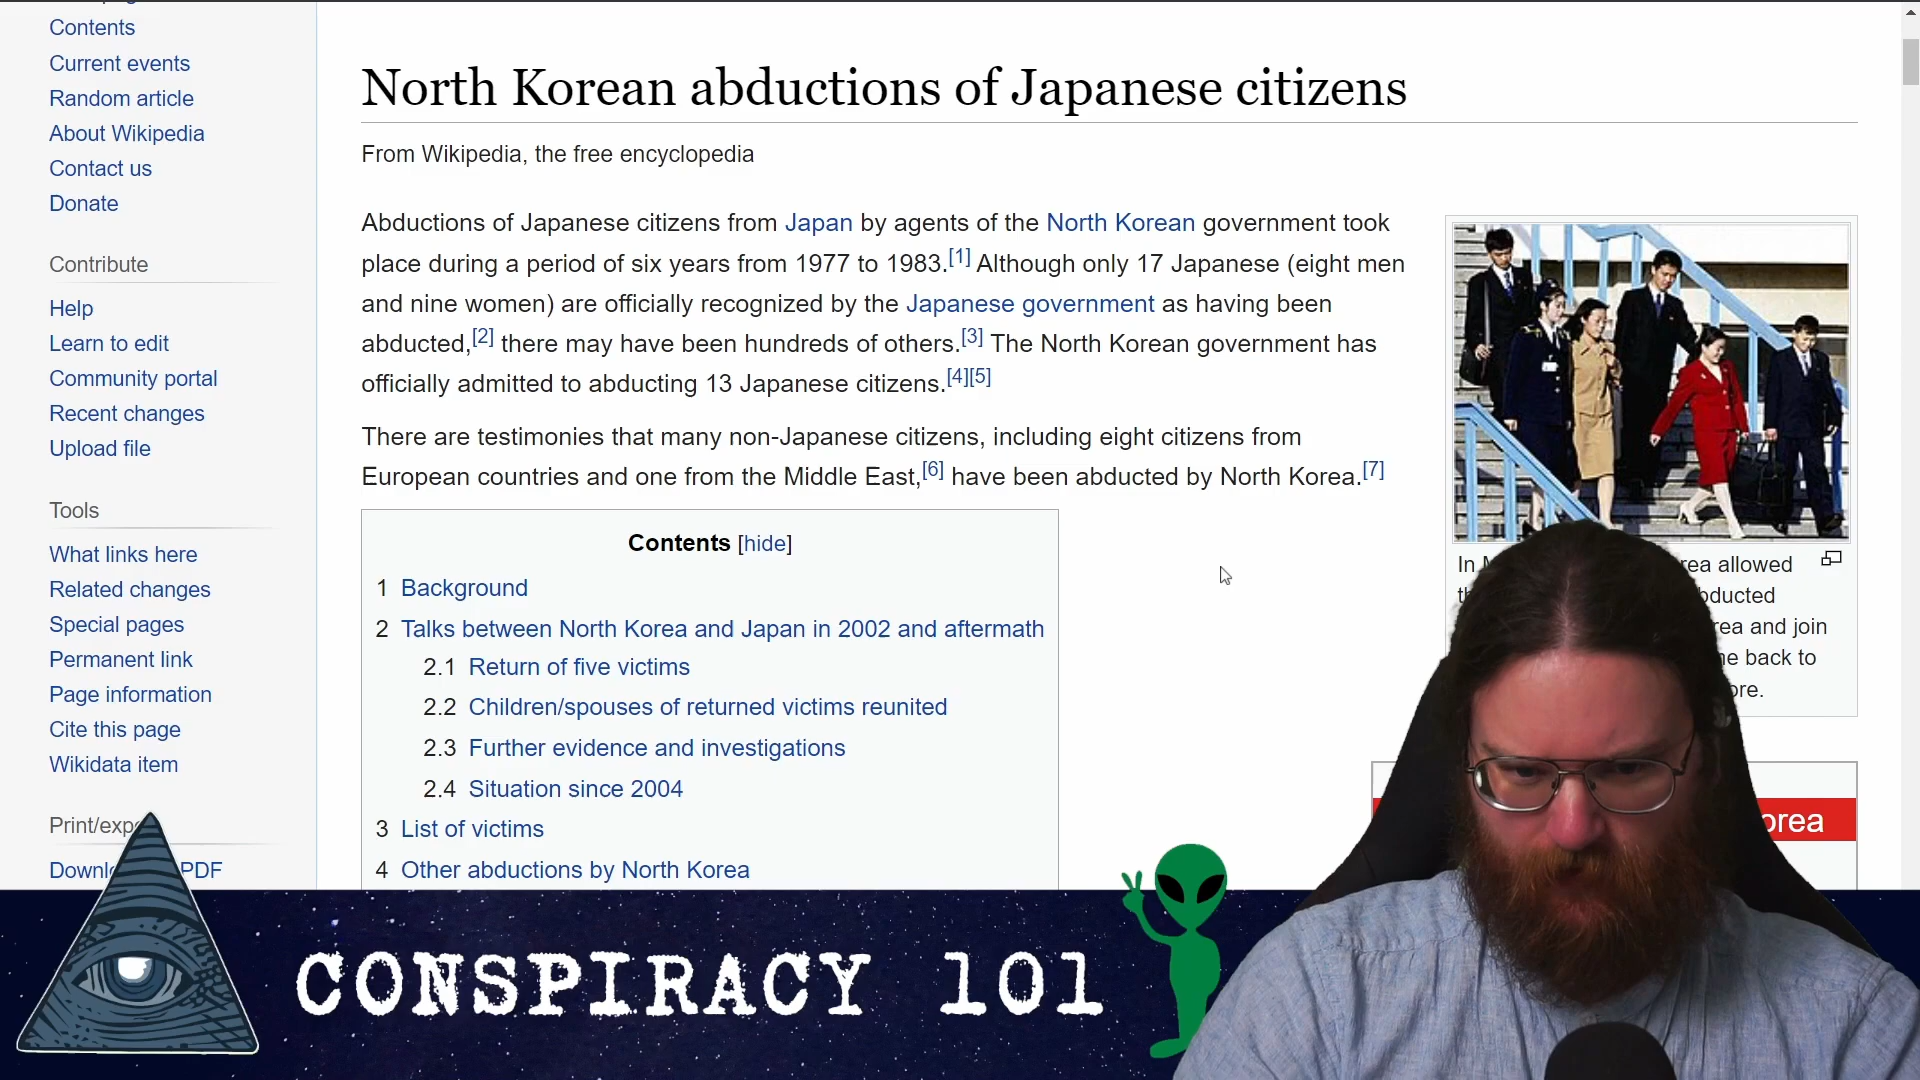 Contents
Current events
Random article
About Wikipedia
Contact us
Donate
Contribute
Help
Learn to edit
Community portal
Recent changes
Upload file
Tools
What links here
Related changes
Special pages
Permanent link
Page information
Cite this page
Wikidata item
Print/exp
Downl PDF
North Korean abductions of Japanese citizens
From Wikipedia, the free encyclopedia
Abductions of Japanese citizens from Japan by agents of the North Korean government took
place during a period of six years from 1977 to 1983.[1] Although only 17 Japanese (eight men
and nine women) are officially recognized by the Japanese government as having been
abducted,[2] there may have been hundreds of others.[3] The North Korean government has
officially admitted to abducting 13 Japanese citizens.[4][5]
There are testimonies that many non-Japanese citizens, including eight citizens from
European countries and one from the Middle East,[6] have been abducted by North Korea.[7]
Contents [hide]
1 Background
2 Talks between North Korea and Japan in 2002 and aftermath
2.1 Return of five victims
2.2 Children/spouses of returned victims reunited
2.3 Further evidence and investigations
2.4 Situation since 2004
3 List of victims
4 Other abductions by North Korea
In rea allowed
bducted
rea and join
ne back to
ore.
orea
CONSPIRACY 101